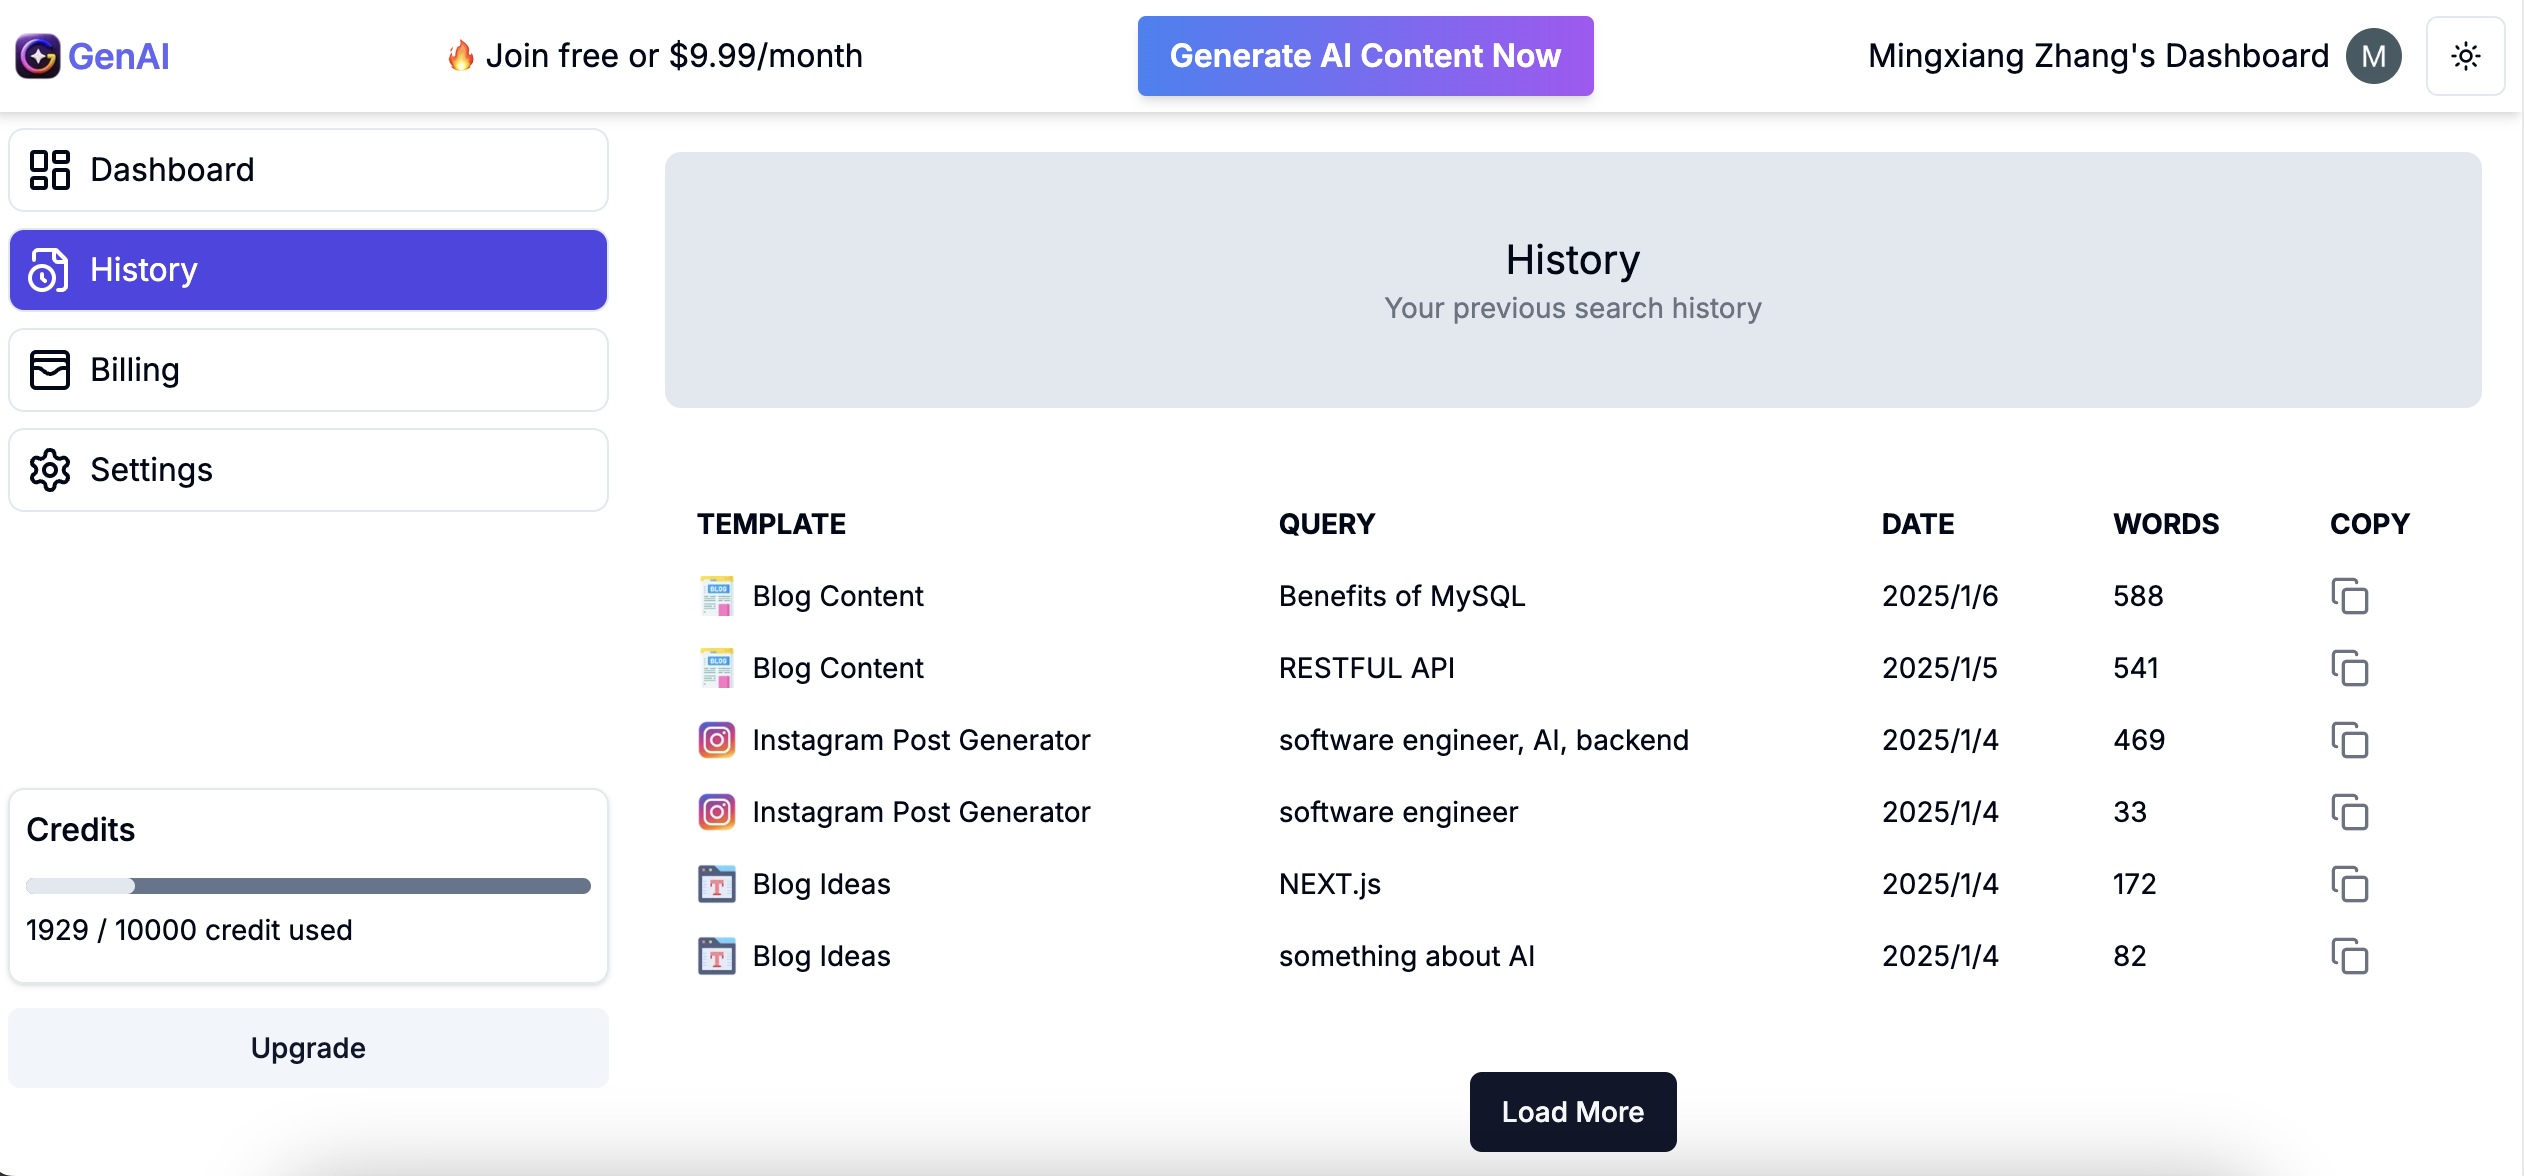 GenAI
🔥 Join free or $9.99/month
Generate AI Content Now
Mingxiang Zhang's Dashboard
M
Dashboard
History
Billing
Settings
Credits
1929 / 10000 credit used
Upgrade
History
Your previous search history
TEMPLATE QUERY DATE WORDS COPY
BLOG Blog Content Benefits of MySQL 2025/1/6 588
BLOG Blog Content RESTFUL API 2025/1/5 541
Instagram Post Generator software engineer, AI, backend 2025/1/4 469
Instagram Post Generator software engineer 2025/1/4 33
T Blog Ideas NEXT.js 2025/1/4 172
T Blog Ideas something about AI 2025/1/4 82
Load More